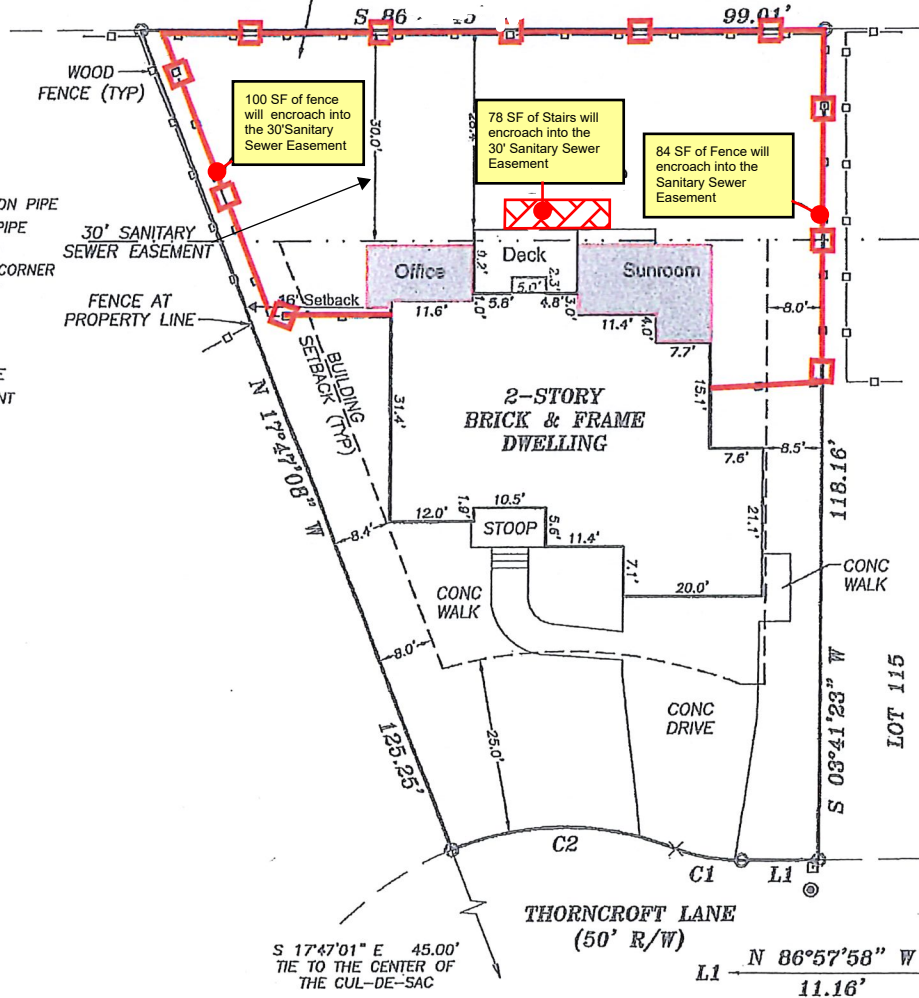 S 86 45 99.01'
WOOD
FENCE (TYP)
100 SF of fence
will encroach into
the 30'Sanitary
Sewer Easement
30.0'
78 SF of Stairs will
encroach into the
30' Sanitary Sewer
Easement
84 SF of Fence will
encroach into the
Sanitary Sewer
Easement
ON PIPE
PIPE
30' SANITARY
SEWER EASEMENT
CORNER
FENCE AT
PROPERTY LINE
NT
Office
Deck
Sunroom
9.2'
5.0'
2.3'
16' Setback
11.6'
1.0'
5.8'
4.8'
3.0'
11.4'
4.0'
7.7'
8.0'
BUILDING
SETBACK (TYP)
31.4'
2-STORY
BRICK & FRAME
DWELLING
15.1'
7.6'
8.5'
N 17°47'08" W
118.16'
12.0'
1.9'
10.5'
STOOP
5.6'
11.4'
21.1'
8.4'
7.1'
20.0'
CONC
WALK
CONC
WALK
8.0'
125.25'
25.0'
CONC
DRIVE
S 03°41'23" W
LOT 115
C2
C1
L1
THORNCROFT LANE
(50' R/W)
S 17°47'01" E 45.00'
TIE TO THE CENTER OF
THE CUL-DE-SAC
L1
N 86°57'58" W
11.16'